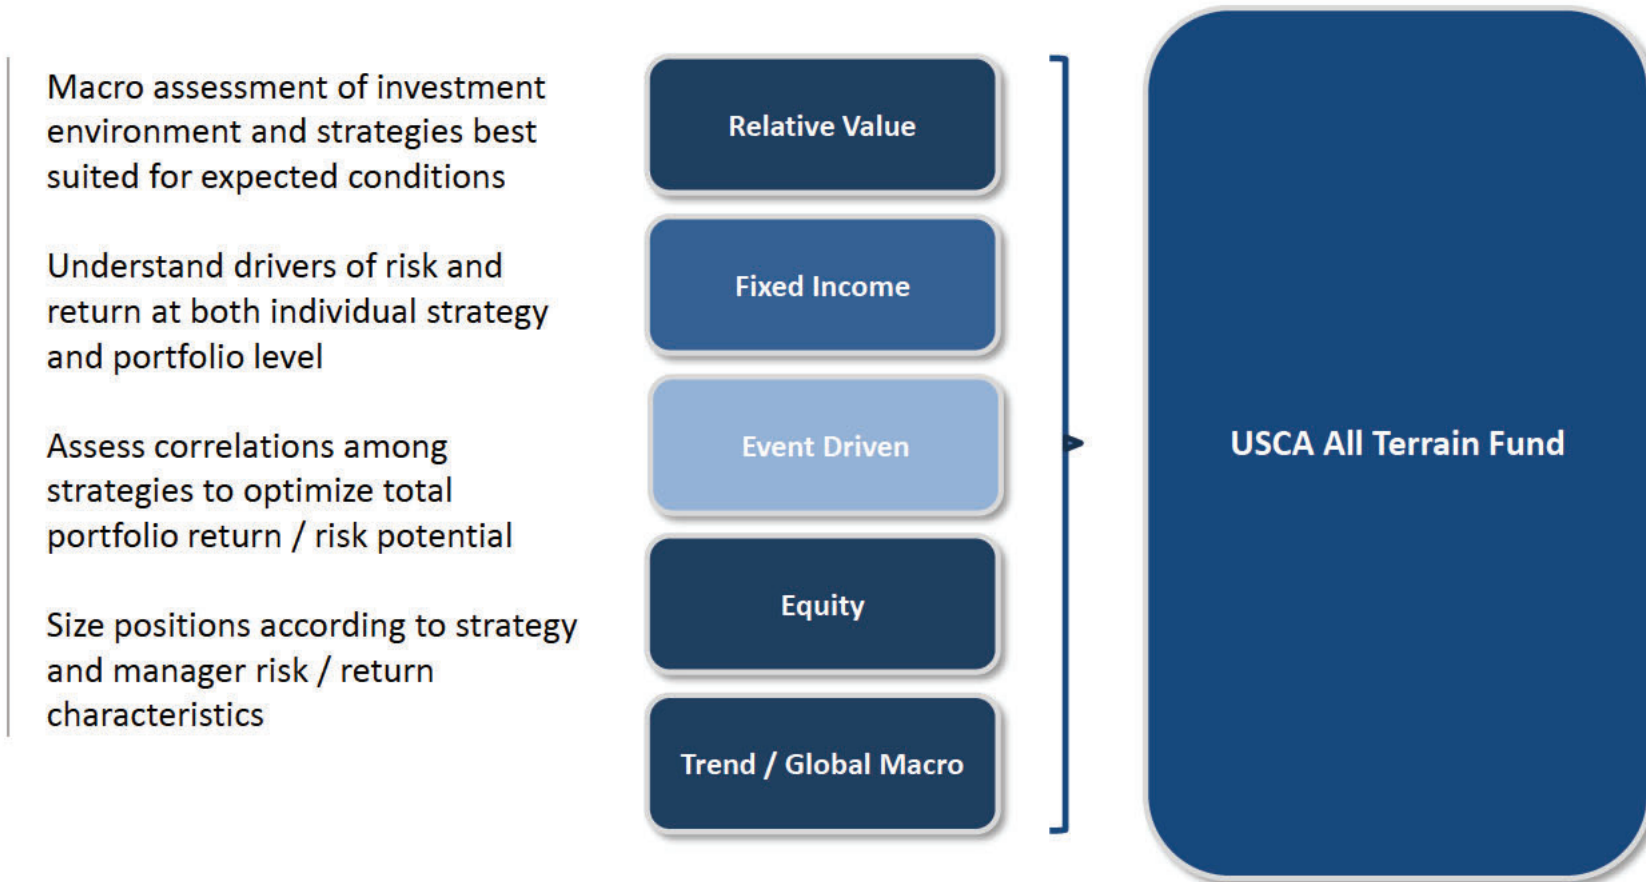 Macro assessment of investment
environment and strategies best
suited for expected conditions
Understand drivers of risk and
return at both individual strategy
and portfolio level
Assess correlations among
strategies to optimize total
portfolio return / risk potential
Size positions according to strategy
and manager risk / return
characteristics
Relative Value
Fixed Income
Event Driven
Equity
Trend / Global Macro
USCA All Terrain Fund